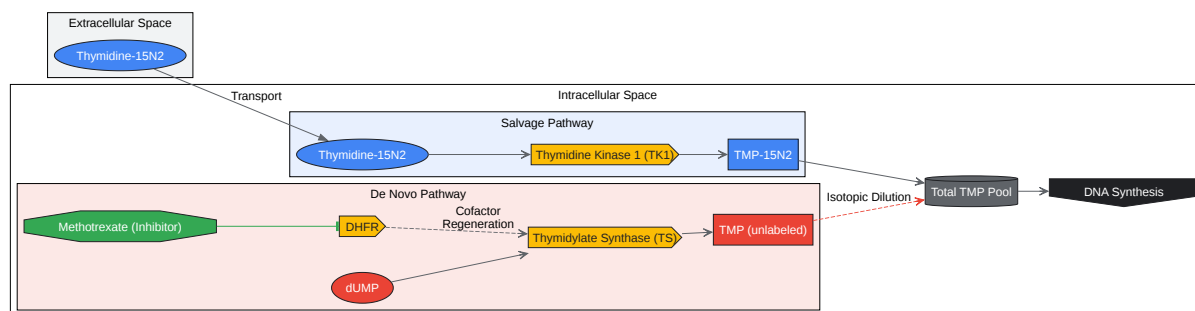 Extracellular Space
Thymidine-15N2
Transport
Intracellular Space
Salvage Pathway
Thymidine-15N2
Thymidine Kinase 1 (TK1)
TMP-15N2
De Novo Pathway
Methotrexate (Inhibitor)
DHFR
Cofactor
Regeneration
Thymidylate Synthase (TS)
dUMP
TMP (unlabeled)
Isotopic Dilution
Total TMP Pool
DNA Synthesis